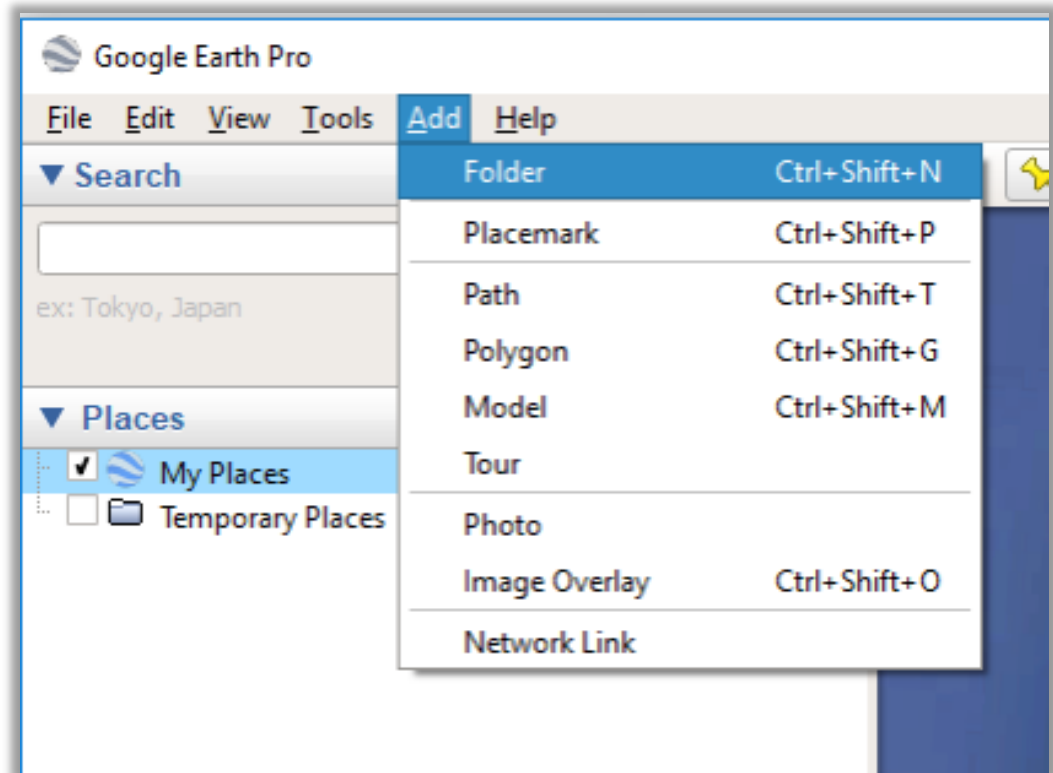 Google Earth Pro
File Edit View Tools Add Help
Search
ex: Tokyo, Japan
Places
My Places
Temporary Places
Folder Ctrl+Shift+N
Placemark Ctrl+Shift+P
Path Ctrl+Shift+T
Polygon Ctrl+Shift+G
Model Ctrl+Shift+M
Tour
Photo
Image Overlay Ctrl+Shift+O
Network Link